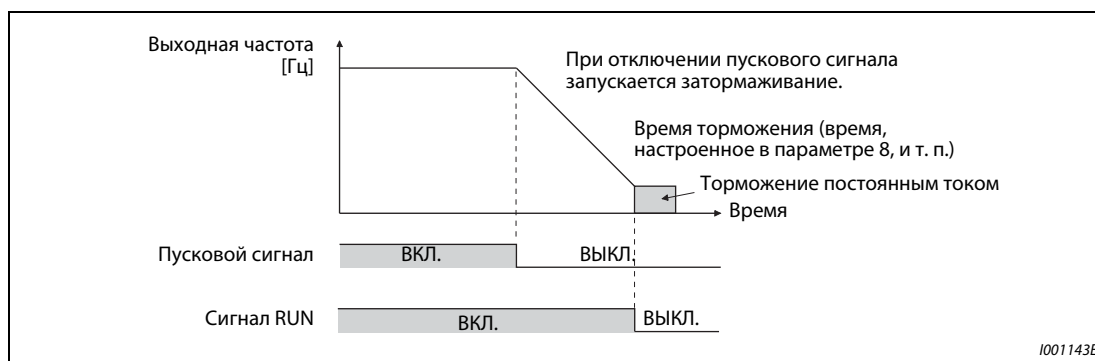 Выходная частота
[Гц]
При отключении пускового сигнала
запускается затормаживание.
Время торможения (время,
настроенное в параметре 8, и т. п.)
Торможение постоянным током
Время
Пусковой сигнал
ВКЛ.
ВЫКЛ.
Сигнал RUN
ВКЛ.
ВЫКЛ.
I001143E